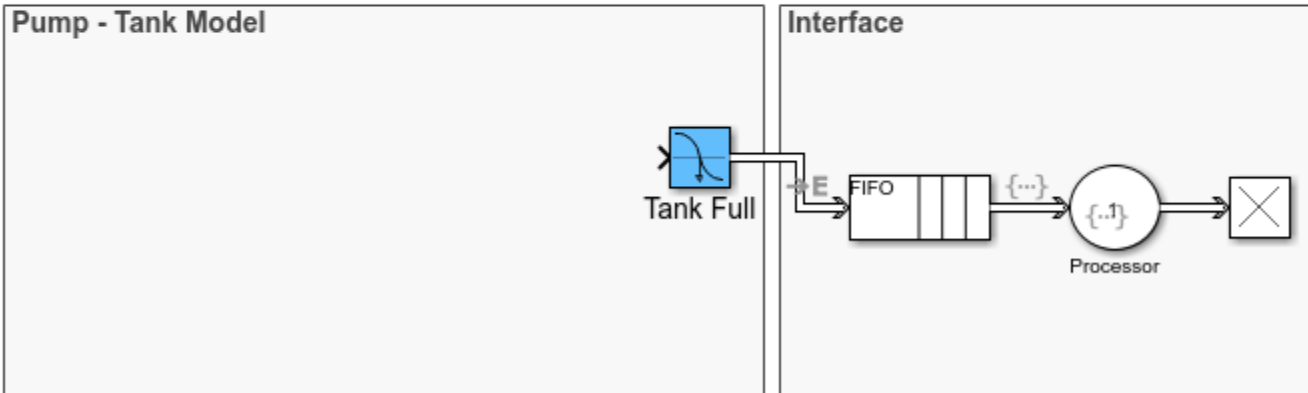 Pump - Tank Model
Interface
Tank Full
E
FIFO
{...}
{..1}
Processor